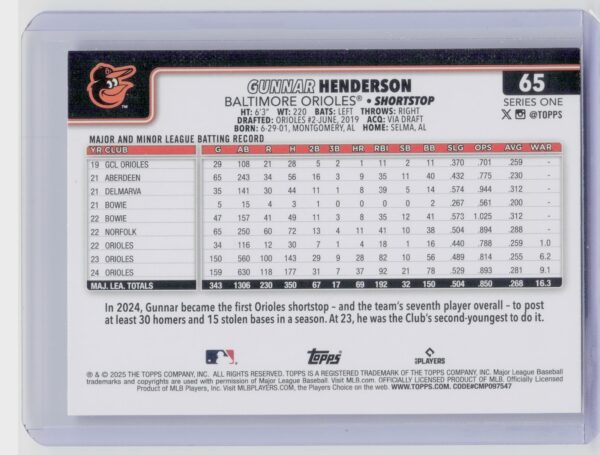 GUNNAR HENDERSON
BALTIMORE ORIOLES® • SHORTSTOP
HT: 6'3" WT: 220 BATS: LEFT THROWS: RIGHT
DRAFTED: ORIOLES #2-JUNE, 2019 ACQ: VIA DRAFT
BORN: 6-29-01, MONTGOMERY, AL HOME: SELMA, AL
65
SERIES ONE
X @TOPPS
MAJOR AND MINOR LEAGUE BATTING RECORD
YR CLUB G AB R H 2B 3B HR RBI SB BB SLG OPS AVG WAR
19 GCL ORIOLES 29 108 21 28 5 2 1 11 2 11 .370 .701 .259 -
21 ABERDEEN 65 243 34 56 16 3 9 35 11 40 .432 .775 .230 -
21 DELMARVA 35 141 30 44 11 1 8 39 5 14 .574 .944 .312 -
21 BOWIE 5 15 4 3 1 0 0 0 0 2 .267 .561 .200 -
22 BOWIE 47 157 41 49 11 3 8 35 12 41 .573 1.025 .312 -
22 NORFOLK 65 250 60 72 13 4 11 41 10 38 .504 .894 .288 -
22 ORIOLES 34 116 12 30 7 1 4 18 1 16 .440 .788 .259 1.0
23 ORIOLES 150 560 100 143 29 9 28 82 10 56 .489 .814 .255 6.2
24 ORIOLES 159 630 118 177 31 7 37 92 21 78 .529 .893 .281 9.1
MAJ. LEA. TOTALS 343 1306 230 350 67 17 69 192 32 150 .504 .850 .268 16.3
In 2024, Gunnar became the first Orioles shortstop – and the team's seventh player overall – to post
at least 30 homers and 15 stolen bases in a season. At 23, he was the Club's second-youngest to do it.
Topps
PLAYERS
® & © 2025 THE TOPPS COMPANY, INC. ALL RIGHTS RESERVED. TOPPS IS A REGISTERED TRADEMARK OF THE TOPPS COMPANY, INC. Major League Baseball
trademarks and copyrights are used with permission of Major League Baseball. Visit MLB.com. OFFICIALLY LICENSED PRODUCT OF MLB. Officially Licensed
Product of MLB Players, Inc. Visit MLBPLAYERS.COM, the Players Choice on the web. WWW.TOPPS.COM. CODE#CMP097547